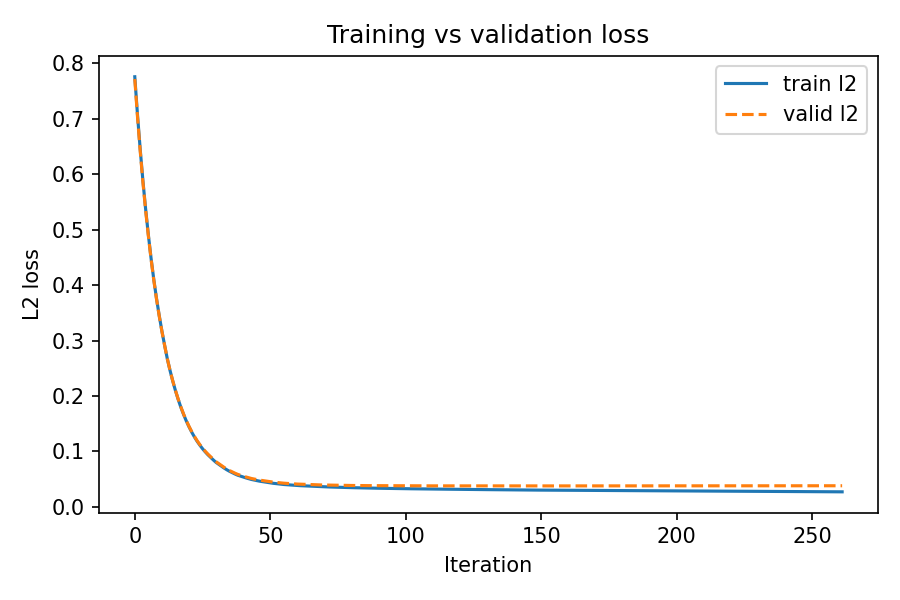 Training vs validation loss
train l2
valid l2
L2 loss
0.8
0.7
0.6
0.5
0.4
0.3
0.2
0.1
0.0
0 50 100 150 200 250
Iteration